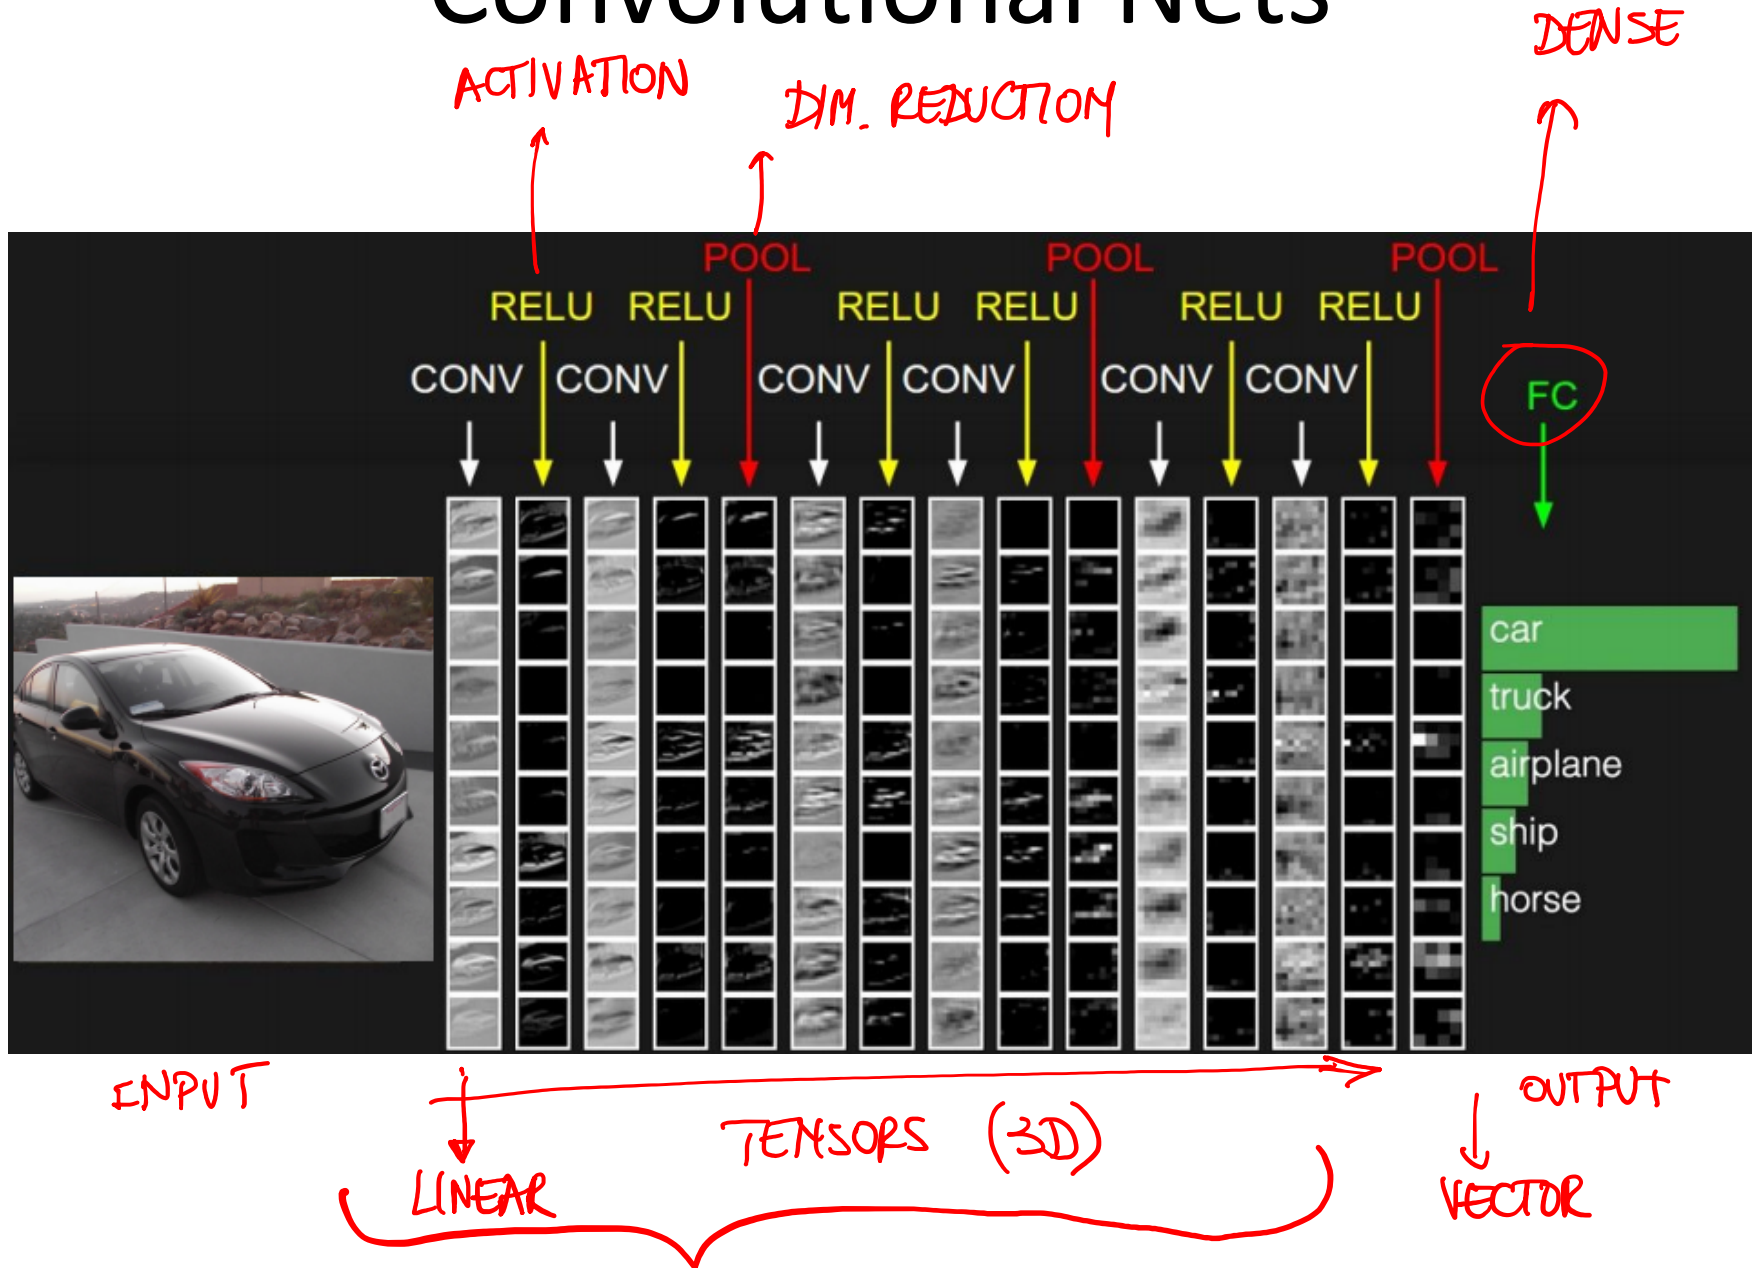 Convolutional Nets
DENSE
ACTIVATION
DIM. REDUCTION
POOL POOL POOL
RELU RELU RELU RELU RELU RELU
CONV CONV CONV CONV CONV CONV
FC
car
truck
airplane
ship
horse
INPUT
OUTPUT
TENSORS (3D)
LINEAR
VECTOR